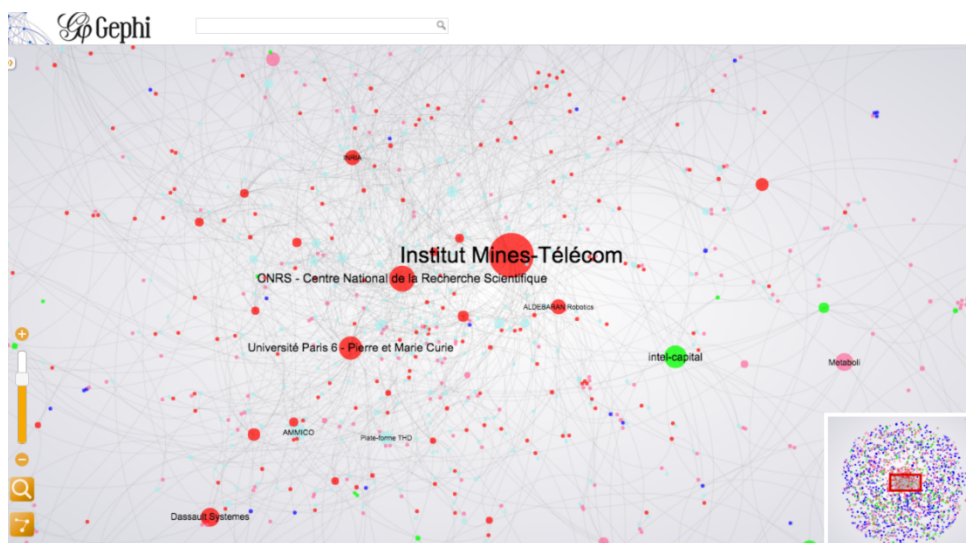 Gephi
INRIA
Institut Mines-Télécom
CNRS - Centre National de la Recherche Scientifique
ALDEBARAN Robotics
Université Paris 6 - Pierre et Marie Curie
intel-capital
Metaboli
AMMICO
Plate-forme THD
Dassault Systemes